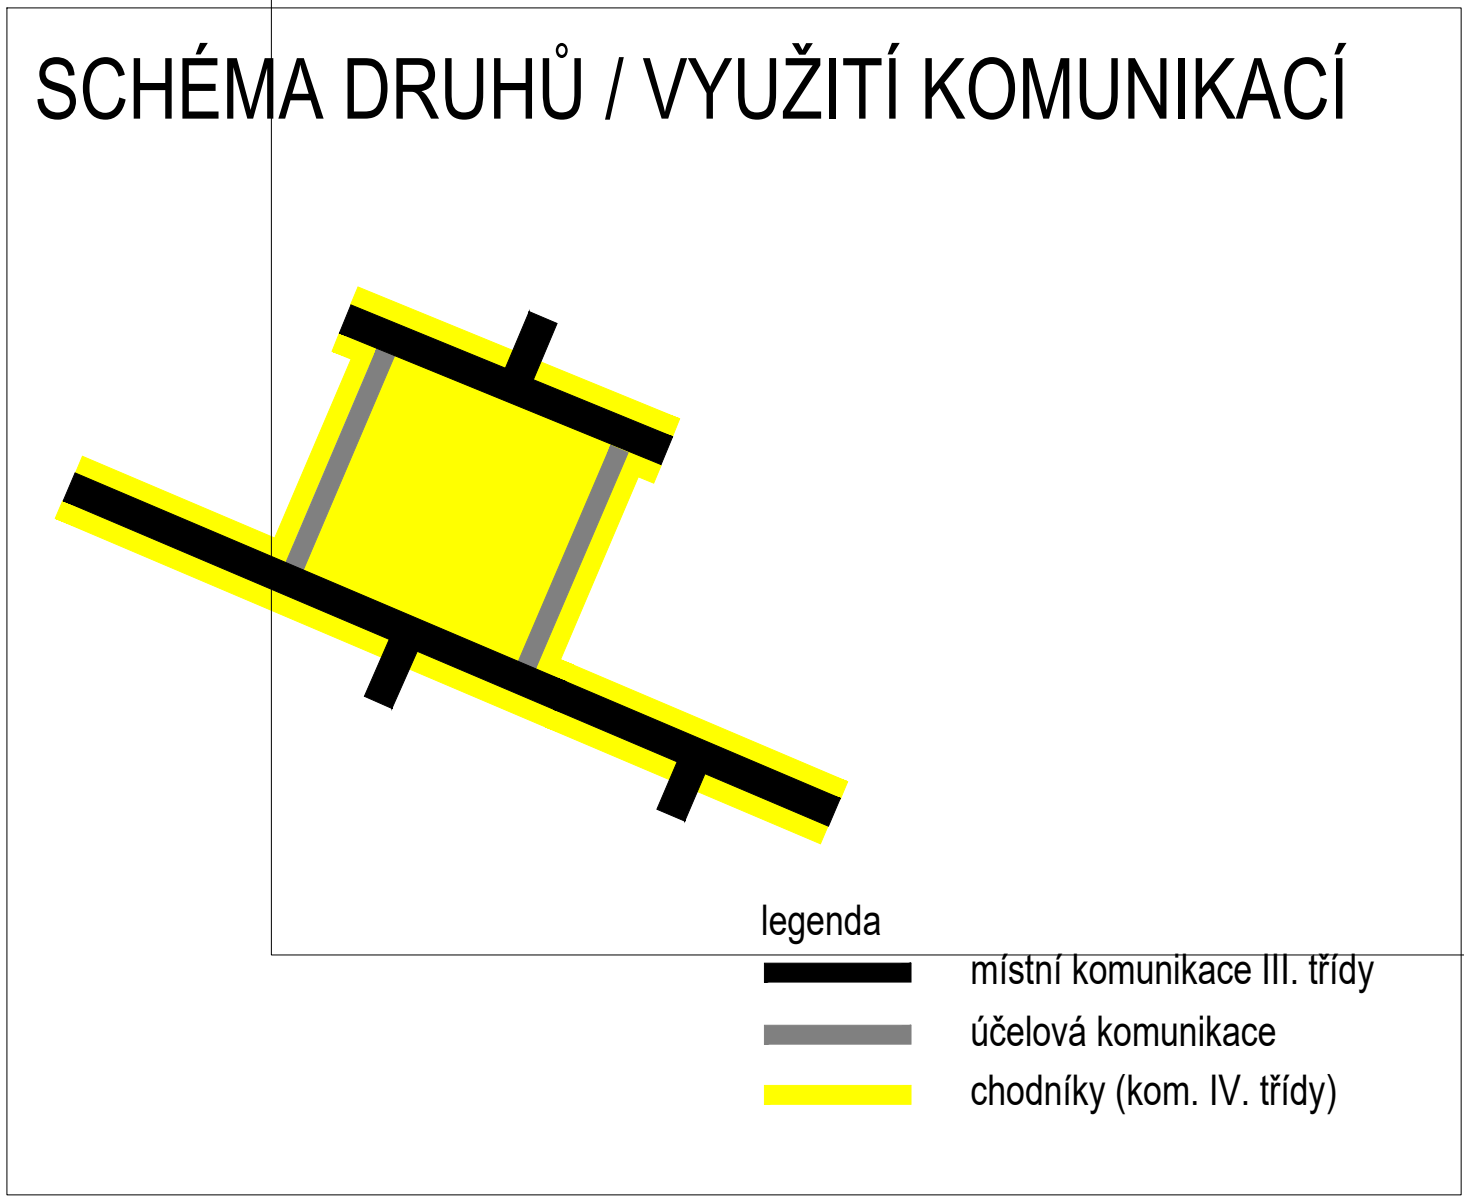 SCHÉMA DRUHŮ / VYUŽITÍ KOMUNIKACÍ
legenda
místní komunikace III. třídy
účelová komunikace
chodníky (kom. IV. třídy)